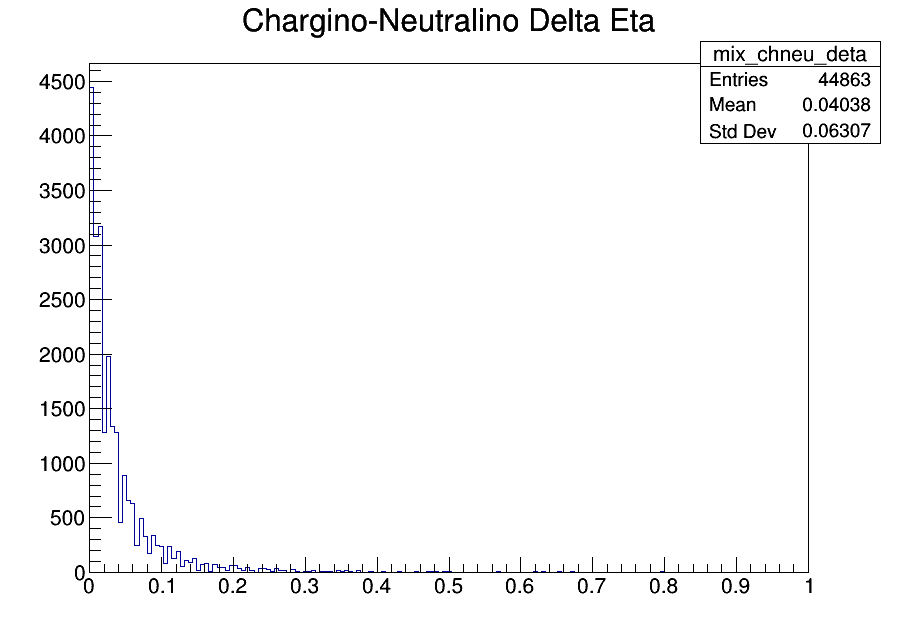 Chargino-Neutralino Delta Eta
mix_chneu_deta
Entries 44863
Mean 0.04038
Std Dev 0.06307
4500
4000
3500
3000
2500
2000
1500
1000
500
0
0 0.1 0.2 0.3 0.4 0.5 0.6 0.7 0.8 0.9 1